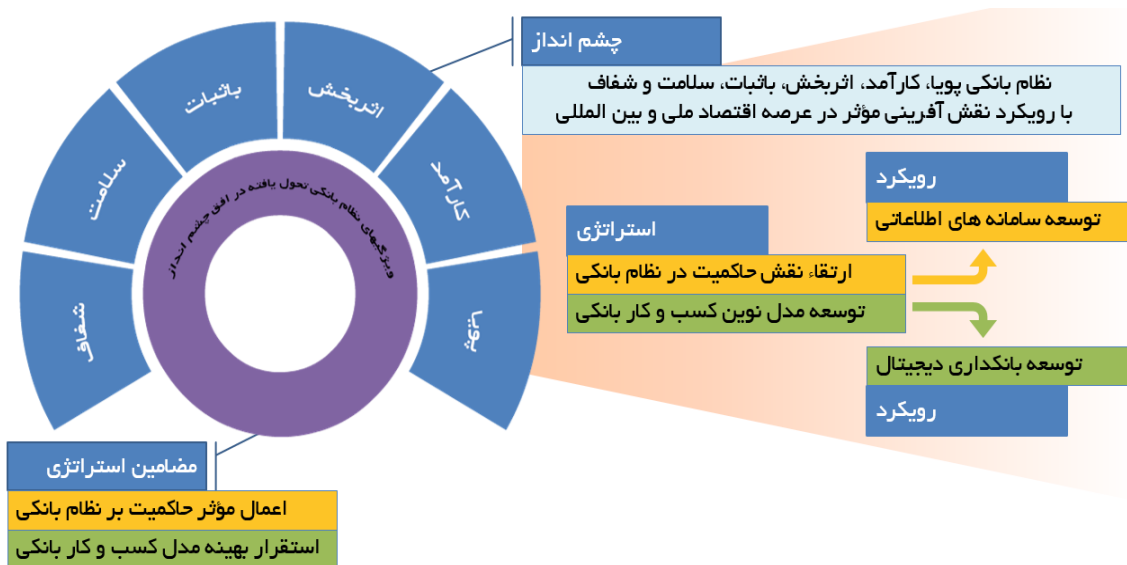 چشم انداز
نظام بانکی پویا، کارآمد، اثربخش، باثبات، سلامت و شفاف
با رویکرد نقش آفرینی مؤثر در عرصه اقتصاد ملی و بین المللی
پویا
کارآمد
اثربخش
باثبات
سلامت
شفاف
ویژگیهای نظام بانکی تحول یافته در افق چشم انداز
رویکرد
توسعه سامانه های اطلاعاتی
استراتژی
ارتقاء نقش حاکمیت در نظام بانکی
توسعه مدل نوین کسب و کار بانکی
توسعه بانکداری دیجیتال
رویکرد
مضامین استراتژی
اعمال مؤثر حاکمیت بر نظام بانکی
استقرار بهینه مدل کسب و کار بانکی